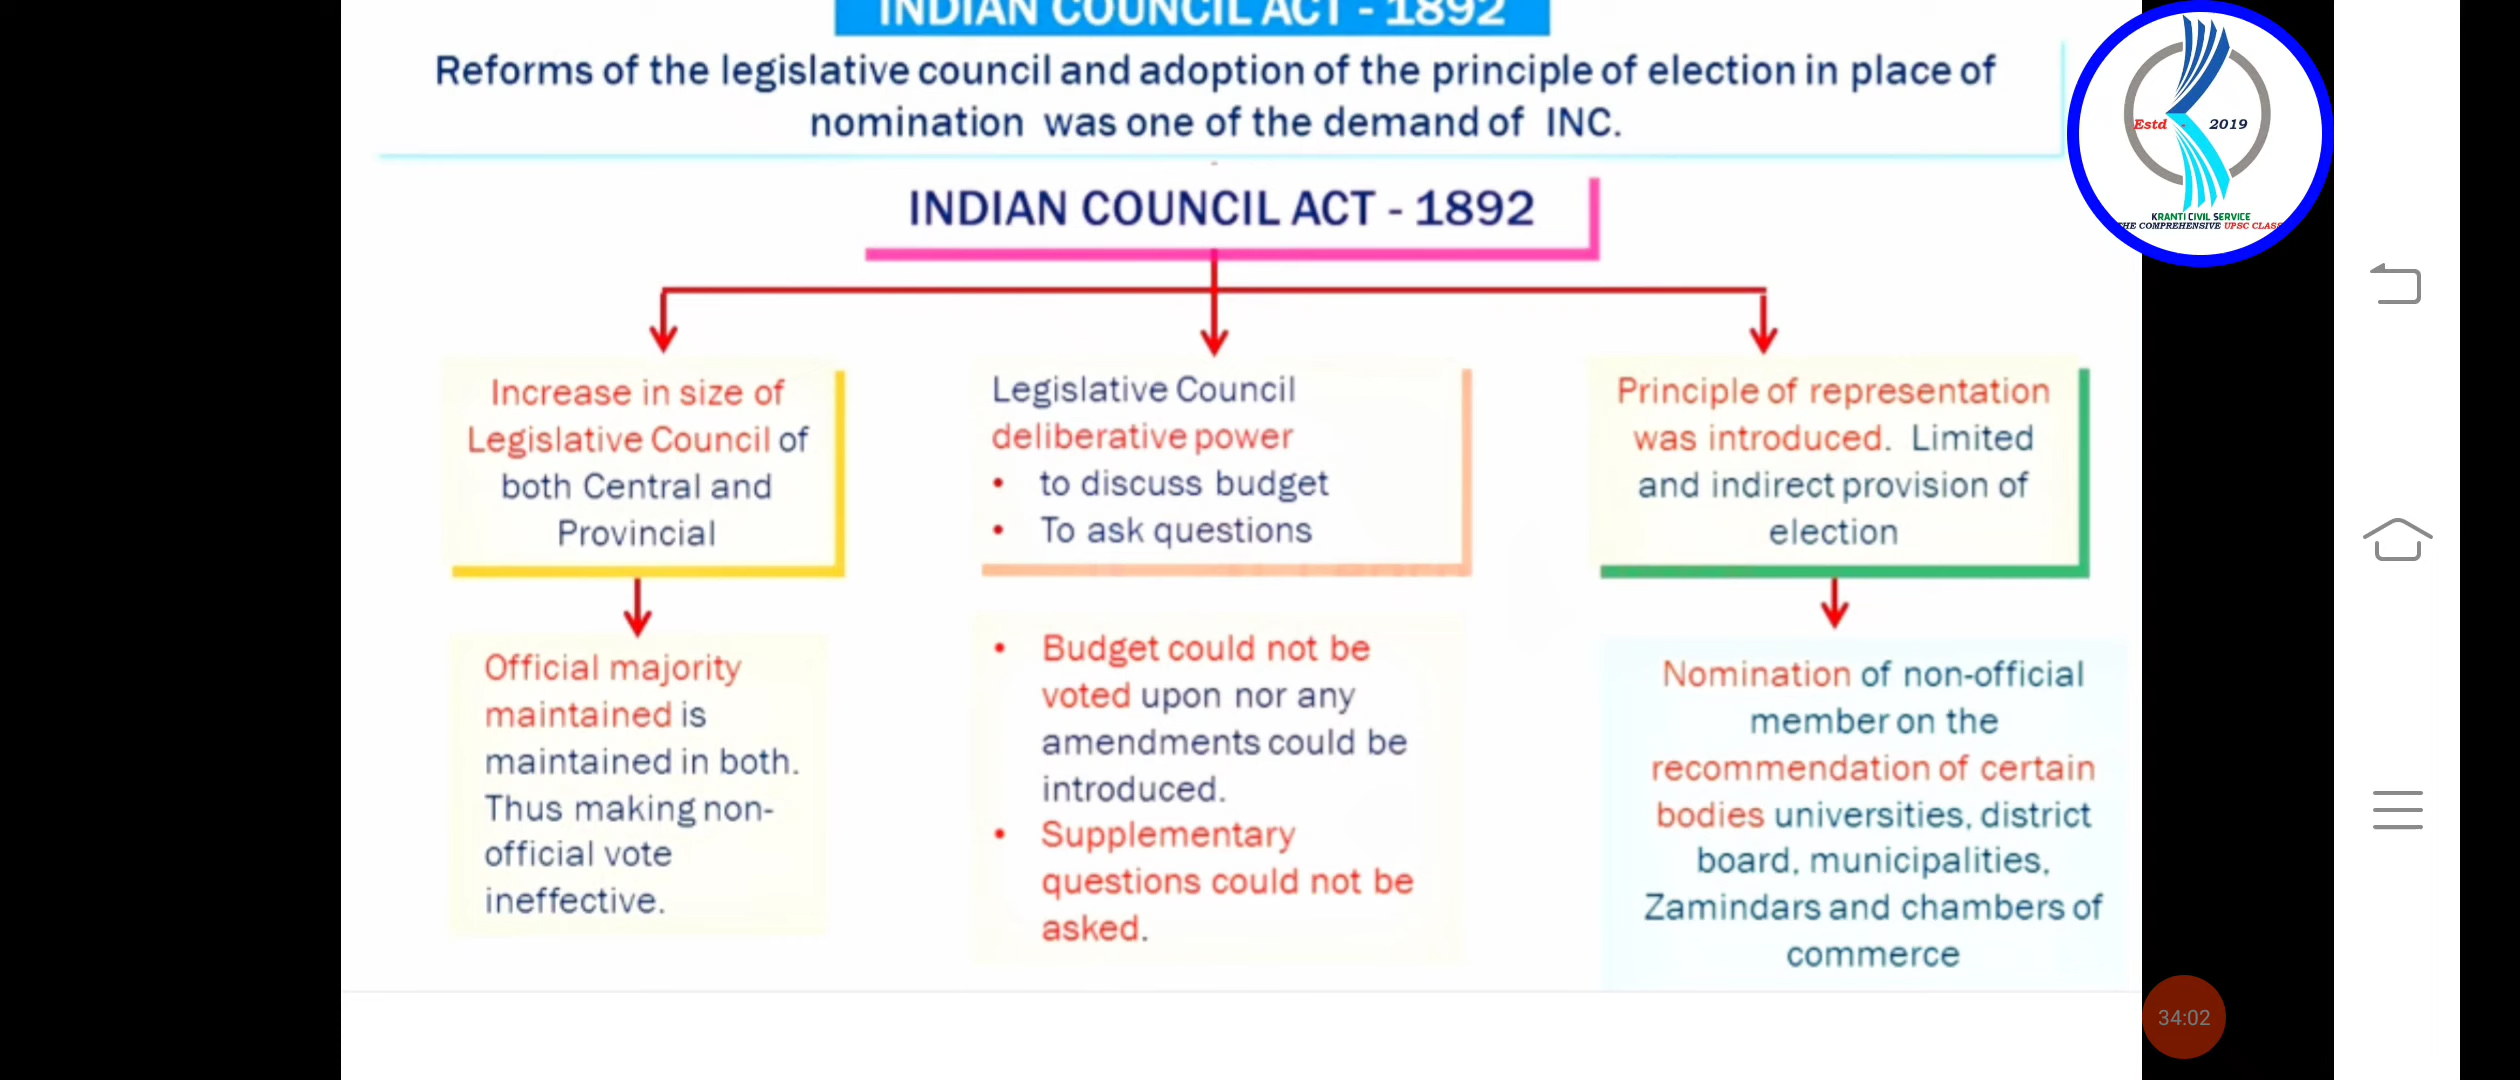 INDIAN COUNCIL ACT - 1892
Reforms of the legislative council and adoption of the principle of election in place of
nomination was one of the demand of INC.
INDIAN COUNCIL ACT - 1892
Increase in size of
Legislative Council of
both Central and
Provincial
Official majority
maintained is
maintained in both.
Thus making non-
official vote
ineffective.
Legislative Council
deliberative power
• to discuss budget
• To ask questions
• Budget could not be
voted upon nor any
amendments could be
introduced.
• Supplementary
questions could not be
asked.
Principle of representation
was introduced. Limited
and indirect provision of
election
Nomination of non-official
member on the
recommendation of certain
bodies universities, district
board, municipalities,
Zamindars and chambers of
commerce
Estd - 2019
KRANTI CIVIL SERVICE
THE COMPREHENSIVE UPSC CLASS
34:02